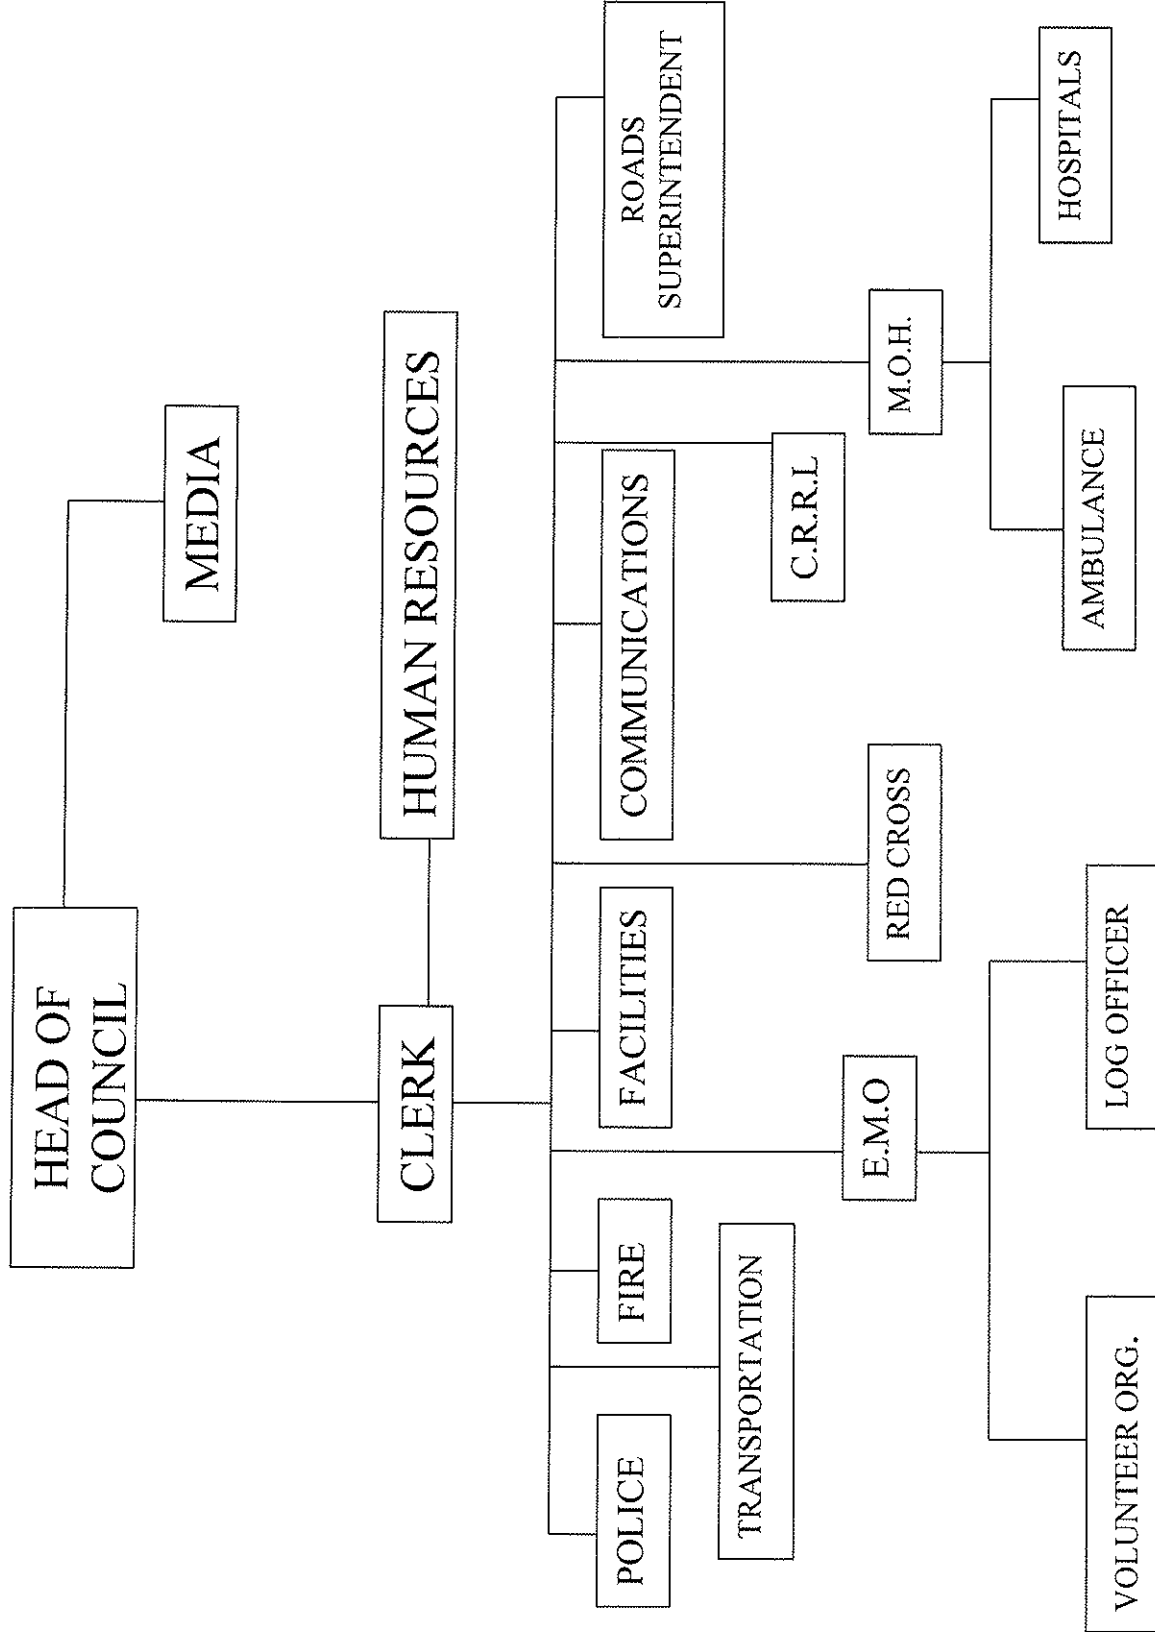 HEAD OF
COUNCIL
MEDIA
CLERK
HUMAN RESOURCES
POLICE
FIRE
FACILITIES
COMMUNICATIONS
ROADS
SUPERINTENDENT
TRANSPORTATION
C.R.R.L
E.M.O
RED CROSS
M.O.H.
VOLUNTEER ORG.
LOG OFFICER
AMBULANCE
HOSPITALS